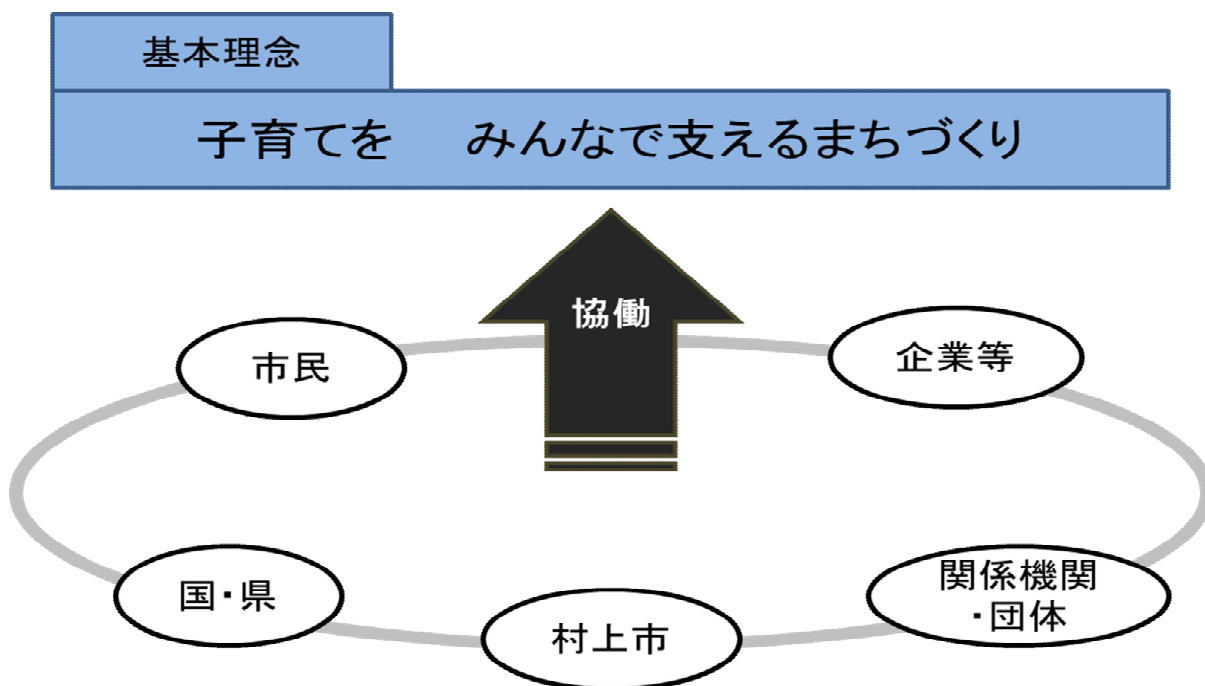 基本理念
子育てを　みんなで支えるまちづくり
協働
市民
企業等
国・県
村上市
関係機関
・団体